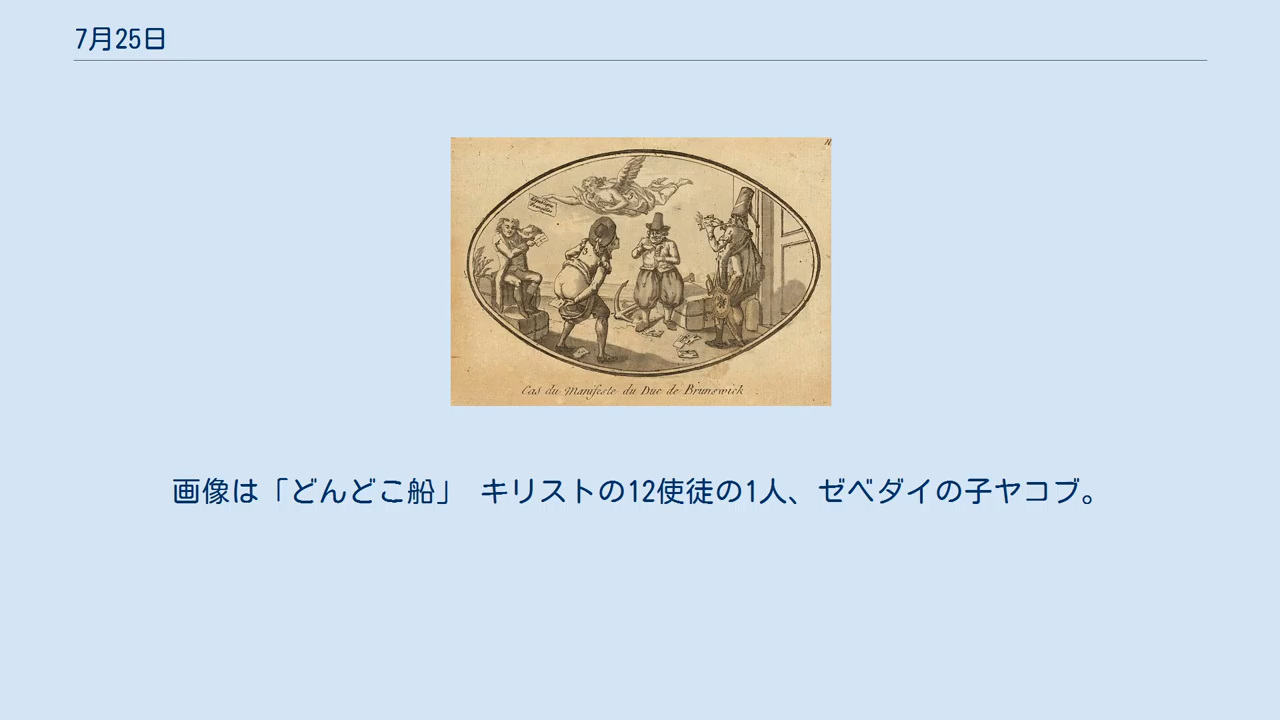 7月25日
République
Cas du Manifeste du Duc de Brunswick
画像は「どんどこ船」 キリストの12使徒の1人、ゼベダイの子ヤコブ。